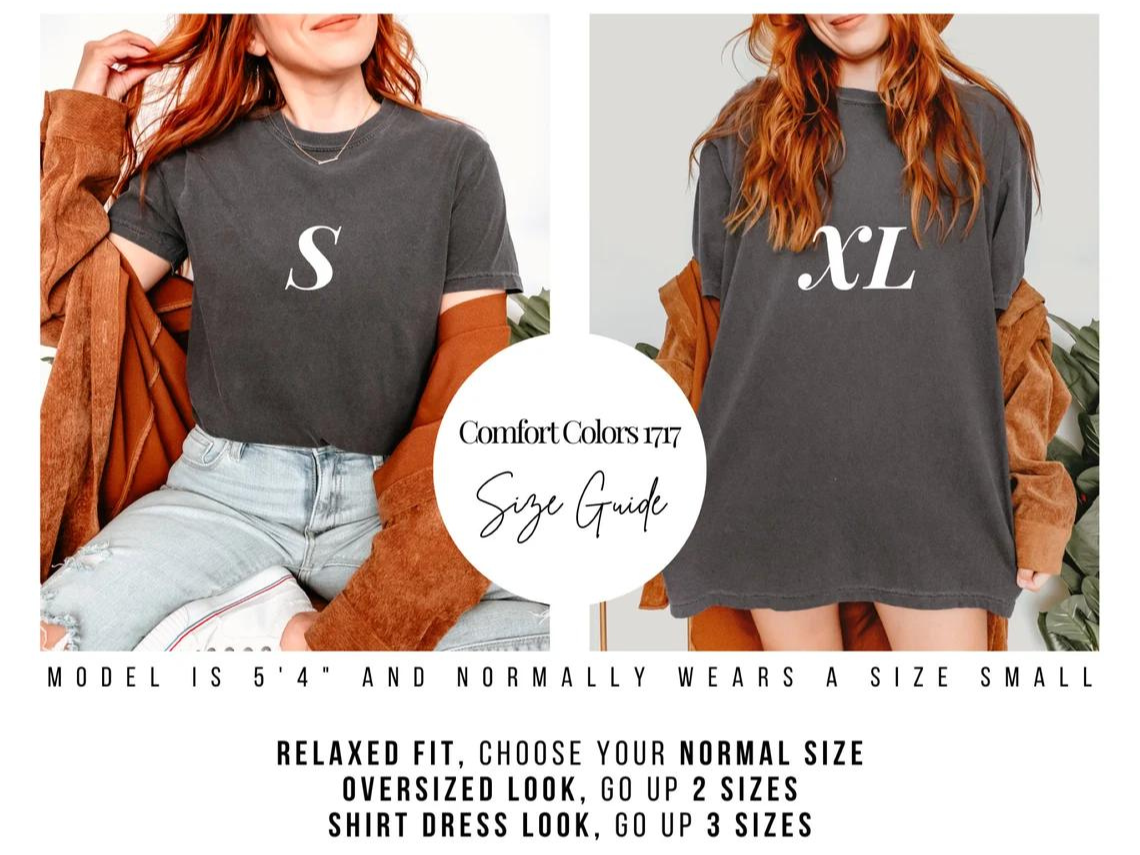 S
XL
Comfort Colors 1717
Size Guide
MODEL IS 5'4" AND NORMALLY WEARS A SIZE SMALL
RELAXED FIT, CHOOSE YOUR NORMAL SIZE
OVERSIZED LOOK, GO UP 2 SIZES
SHIRT DRESS LOOK, GO UP 3 SIZES